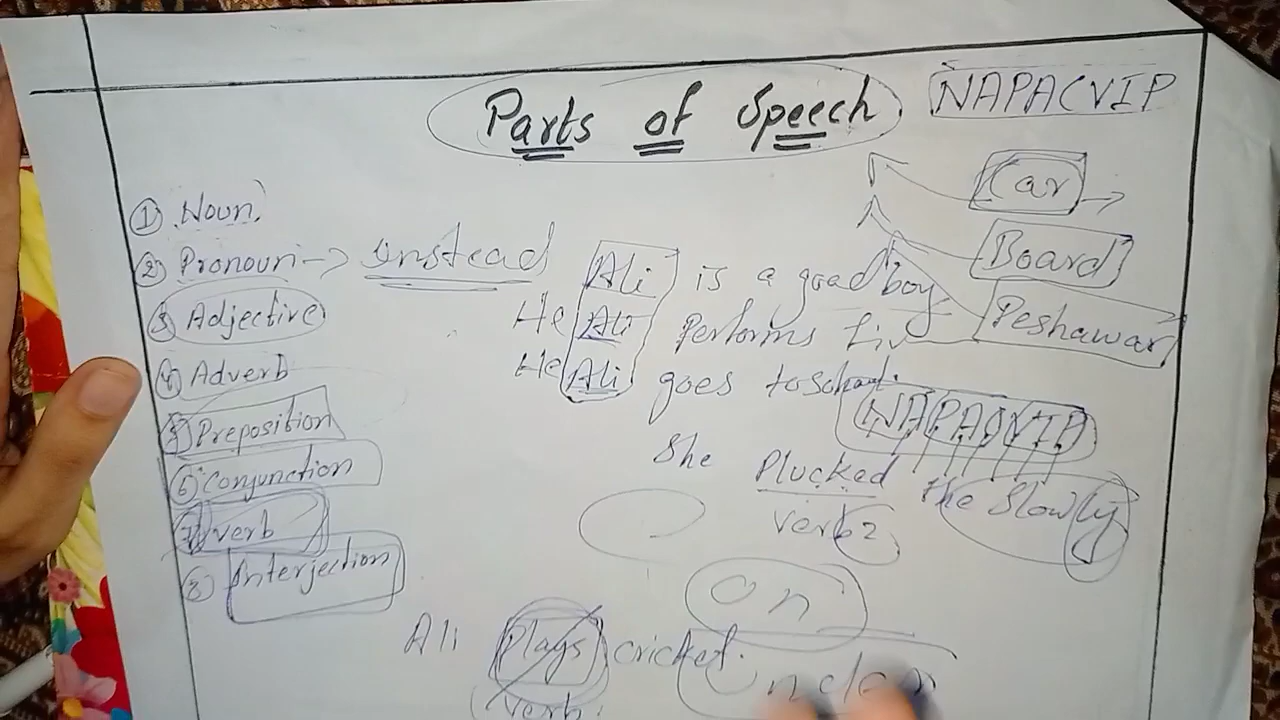 Parts of Speech
NAPACVIP
Car
Board
Peshawar
① Noun
② Pronoun -> instead
③ Adjective
④ Adverb
⑤ Preposition
⑥ Conjunction
⑦ verb
⑧ Interjection
Ali is a good boy
He Ali Performs
He Ali goes to school.
NAPACVIP
She Plucked the Slowly
verb 2
On
Ali Plays cricket.
verb